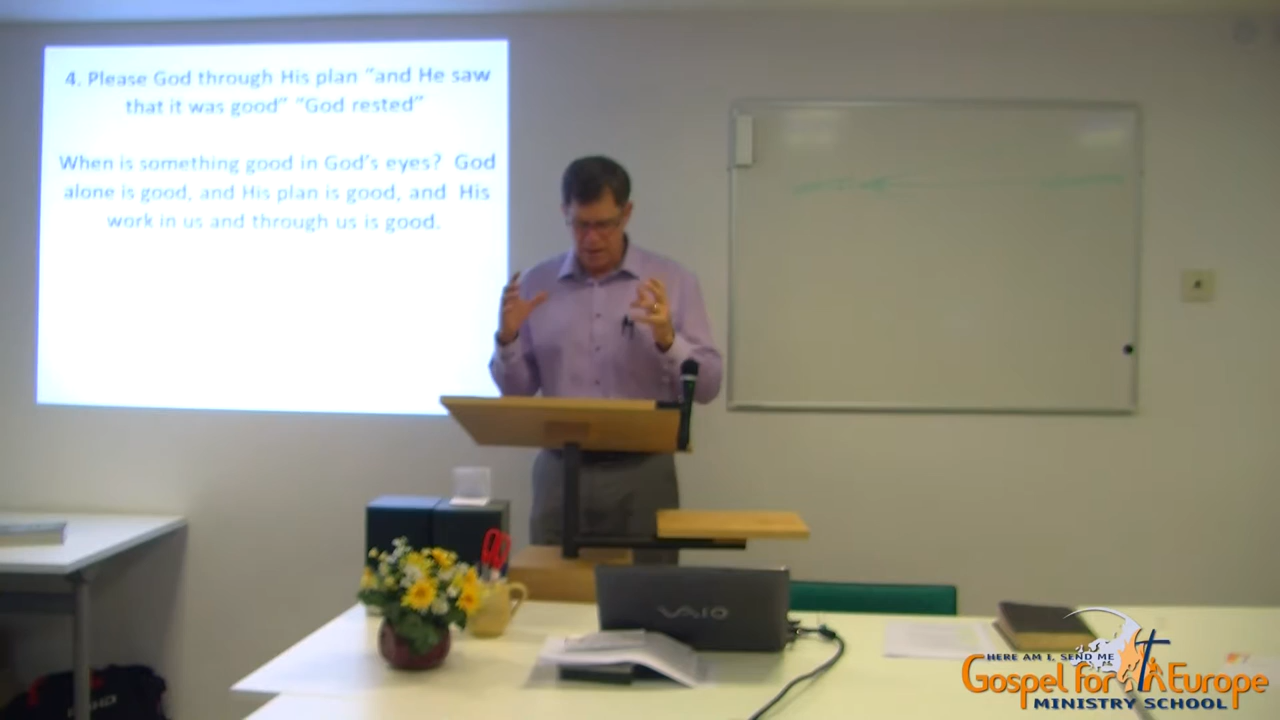 4. Please God through His plan "and He saw
that it was good" "God rested"
When is something good in God's eyes?  God
alone is good, and His plan is good, and  His
work in us and through us is good.
VAIO
HERE AM I, SEND ME
Gospel for Europe
MINISTRY SCHOOL